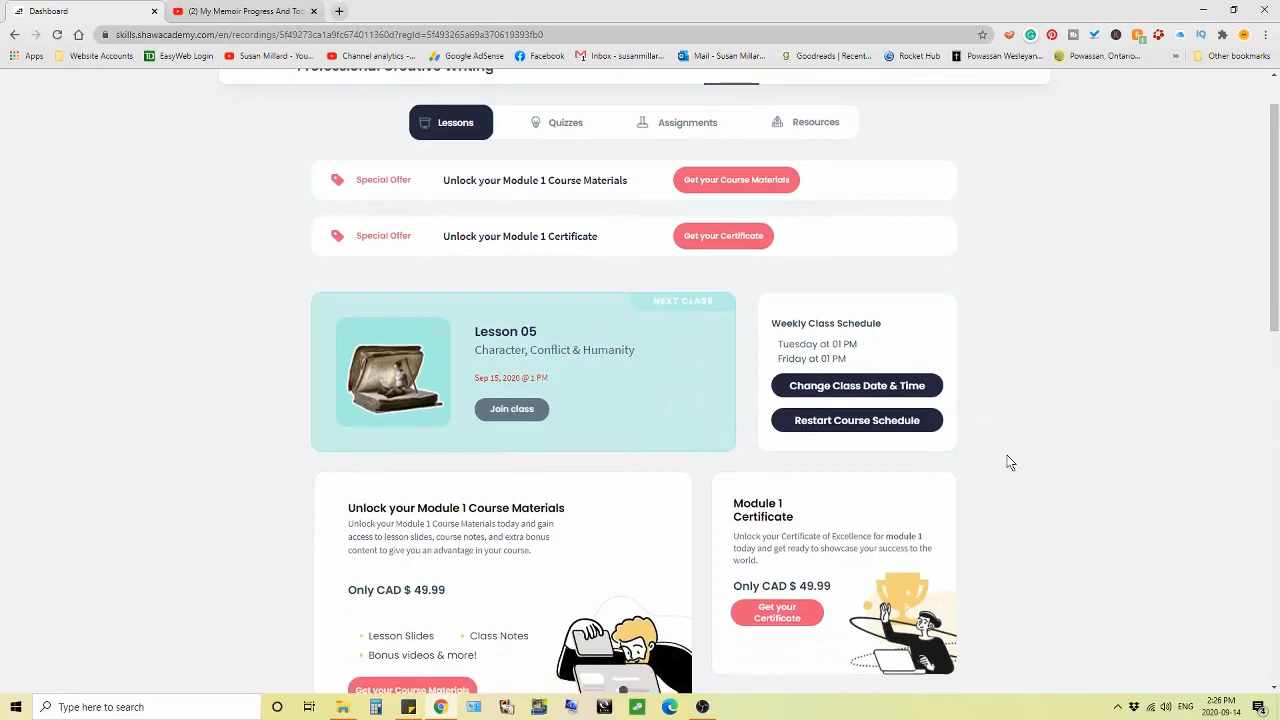 Dashboard
(2) My Memoir Progress And Too
skills.shawacademy.com/en/recordings/5f49273ca1a9fc674011360d?regId=5f493265a69a370619393fb0
Apps
Website Accounts
EasyWeb Login
Susan Millar...
Channel analytic -...
Google AdSense
Facebook
Inbox - susanmillar...
Mail - Susan Millar...
Goodreads | Recent...
Rocket Hub
Powassan Wesleyan...
Powassan, Ontario...
»
Other bookmarks
Professional Creative Writing
Lessons
Quizzes
Assignments
Resources
Special Offer
Unlock your Module 1 Course Materials
Get your Course Materials
Special Offer
Unlock your Module 1 Certificate
Get your Certificate
NEXT CLASS
Lesson 05
Character, Conflict & Humanity
Sep 15, 2020 @ 1 PM
Join class
Weekly Class Schedule
Tuesday at 01 PM
Friday at 01 PM
Change Class Date & Time
Restart Course Schedule
Unlock your Module 1 Course Materials
Unlock your Module 1 Course Materials today and gain
access to lesson slides, course notes, and extra bonus
content to give you an advantage in your course.
Only CAD $ 49.99
• Lesson Slides
• Class Notes
• Bonus videos & more!
Get your Course Materials
Module 1
Certificate
Unlock your Certificate of Excellence for module 1
today and get ready to showcase your success to the
world.
Only CAD $ 49.99
Get your
Certificate
Type here to search
ENG
2:26 PM
2020-09-14